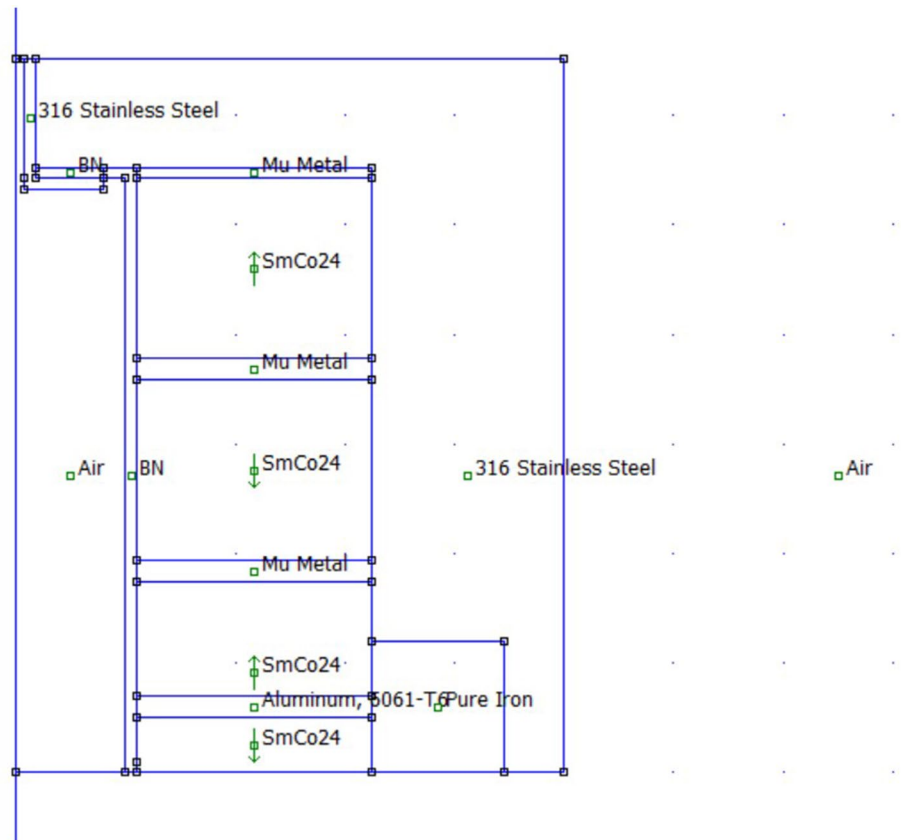 316 Stainless Steel
BN
Mu Metal
SmCo24
Mu Metal
SmCo24
Air
BN
316 Stainless Steel
Air
Mu Metal
SmCo24
Aluminum, 6061-T6
Pure Iron
SmCo24